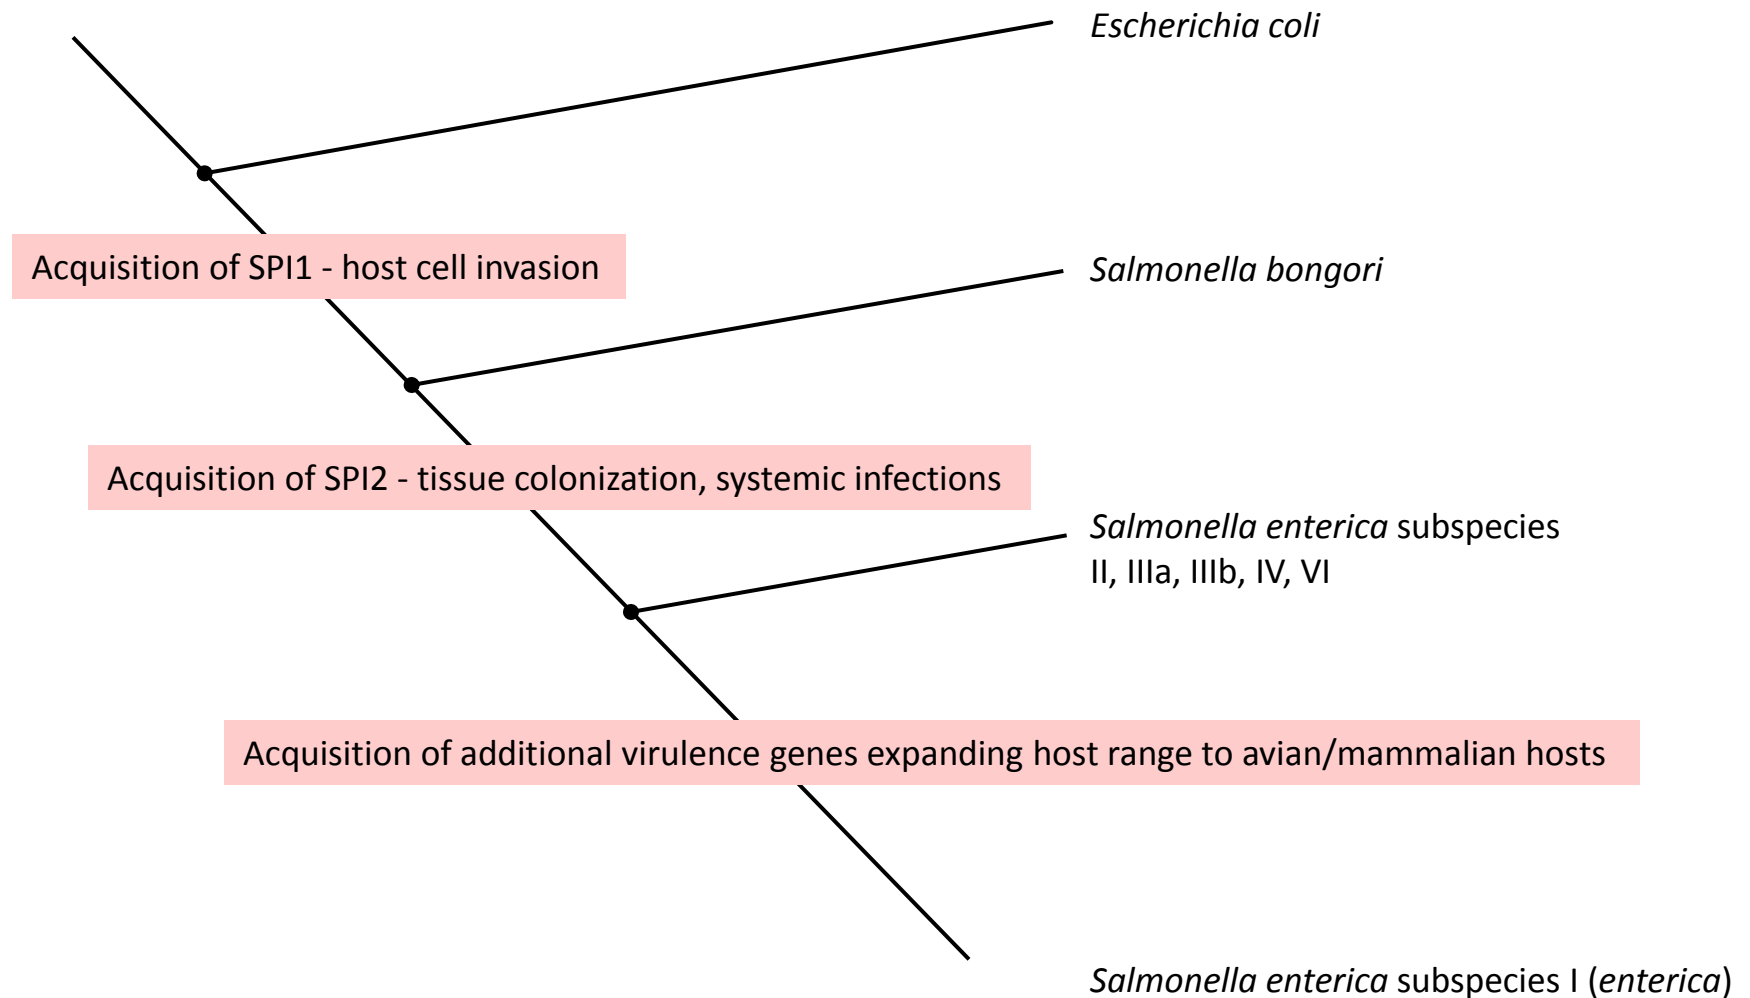 Escherichia coli
Acquisition of SPI1 - host cell invasion
Salmonella bongori
Acquisition of SPI2 - tissue colonization, systemic infections
Salmonella enterica subspecies
II, IIIa, IIIb, IV, VI
Acquisition of additional virulence genes expanding host range to avian/mammalian hosts
Salmonella enterica subspecies I (enterica)